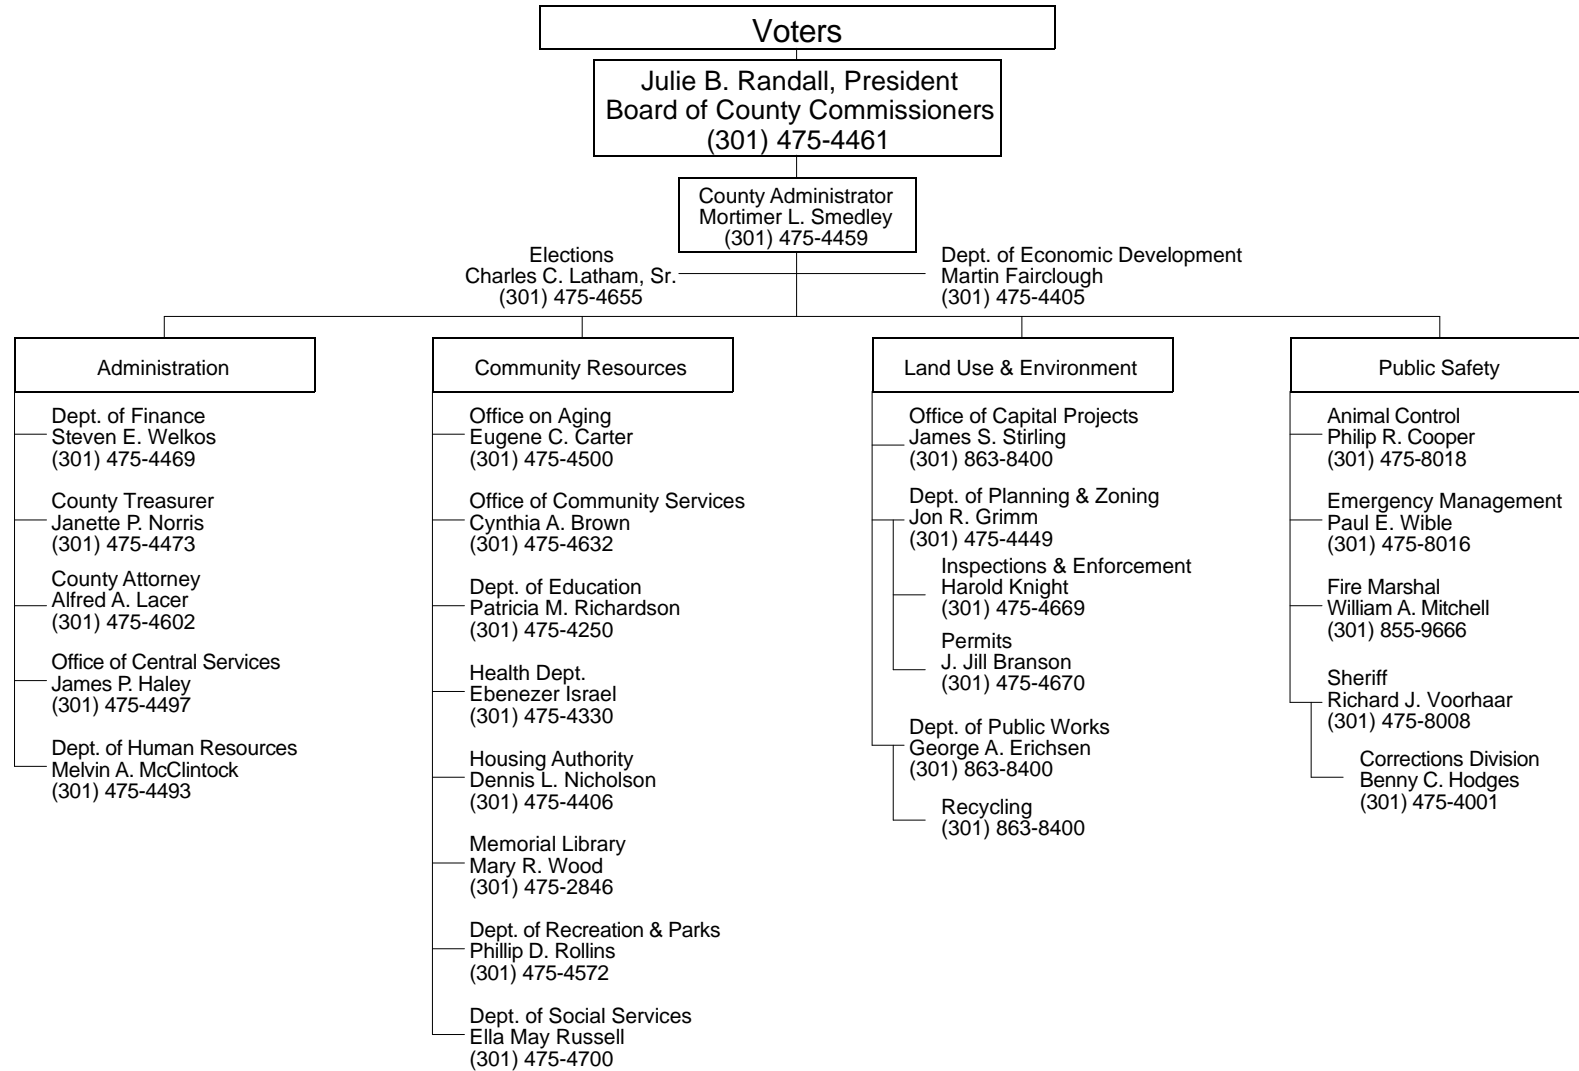 Voters
Julie B. Randall, President
Board of County Commissioners
(301) 475-4461
County Administrator
Mortimer L. Smedley
(301) 475-4459
Elections
Charles C. Latham, Sr.
(301) 475-4655
Dept. of Economic Development
Martin Fairclough
(301) 475-4405
Administration
Dept. of Finance
Steven E. Welkos
(301) 475-4469
County Treasurer
Janette P. Norris
(301) 475-4473
County Attorney
Alfred A. Lacer
(301) 475-4602
Office of Central Services
James P. Haley
(301) 475-4497
Dept. of Human Resources
Melvin A. McClintock
(301) 475-4493
Community Resources
Office on Aging
Eugene C. Carter
(301) 475-4500
Office of Community Services
Cynthia A. Brown
(301) 475-4632
Dept. of Education
Patricia M. Richardson
(301) 475-4250
Health Dept.
Ebenezer Israel
(301) 475-4330
Housing Authority
Dennis L. Nicholson
(301) 475-4406
Memorial Library
Mary R. Wood
(301) 475-2846
Dept. of Recreation & Parks
Phillip D. Rollins
(301) 475-4572
Dept. of Social Services
Ella May Russell
(301) 475-4700
Land Use & Environment
Office of Capital Projects
James S. Stirling
(301) 863-8400
Dept. of Planning & Zoning
Jon R. Grimm
(301) 475-4449
Inspections & Enforcement
Harold Knight
(301) 475-4669
Permits
J. Jill Branson
(301) 475-4670
Dept. of Public Works
George A. Erichsen
(301) 863-8400
Recycling
(301) 863-8400
Public Safety
Animal Control
Philip R. Cooper
(301) 475-8018
Emergency Management
Paul E. Wible
(301) 475-8016
Fire Marshal
William A. Mitchell
(301) 855-9666
Sheriff
Richard J. Voorhaar
(301) 475-8008
Corrections Division
Benny C. Hodges
(301) 475-4001